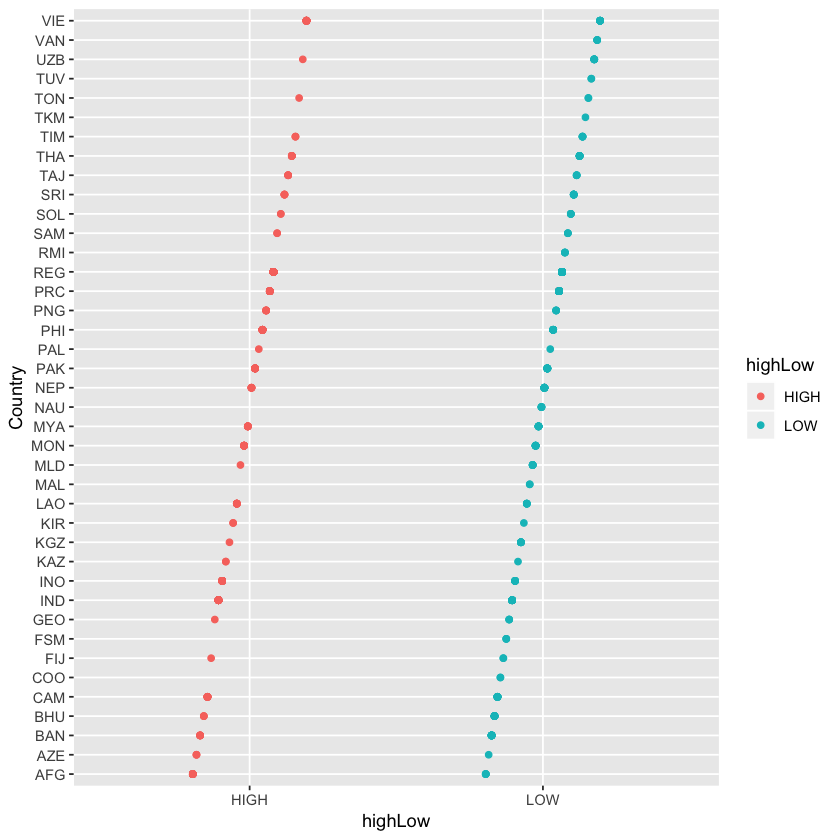 VIE
VAN
UZB
TUV
TON
TKM
TIM
THA
TAJ
SRI
SOL
SAM
RMI
REG
PRC
PNG
PHI
PAL
PAK
NEP
NAU
MYA
MON
MLD
MAL
LAO
KIR
KGZ
KAZ
INO
IND
GEO
FSM
FIJ
COO
CAM
BHU
BAN
AZE
AFG
Country
HIGH LOW
highLow
highLow
HIGH
LOW